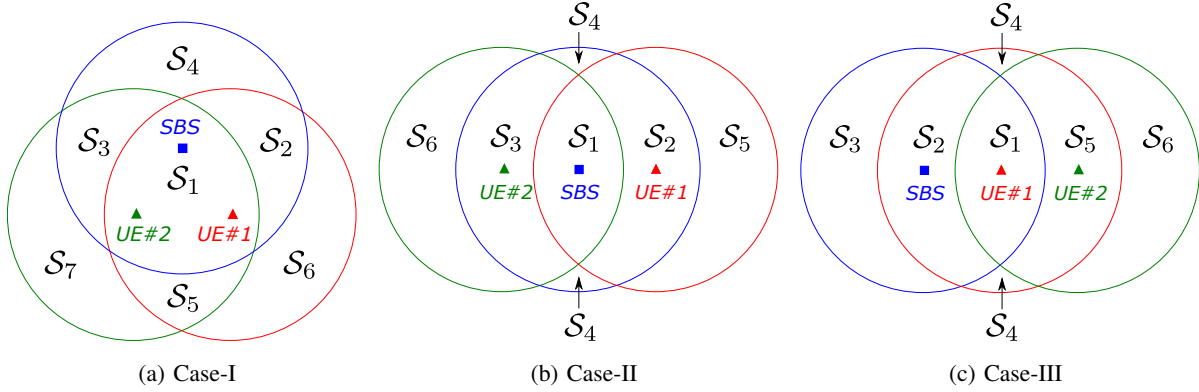 𝒮₄
𝒮₃ SBS 𝒮₂
𝒮₁
UE#2 UE#1
𝒮₇ 𝒮₆
𝒮₅
(a) Case-I
𝒮₄
𝒮₆ 𝒮₃ 𝒮₁ 𝒮₂ 𝒮₅
UE#2 SBS UE#1
𝒮₄
(b) Case-II
𝒮₄
𝒮₃ 𝒮₂ 𝒮₁ 𝒮₅ 𝒮₆
SBS UE#1 UE#2
𝒮₄
(c) Case-III